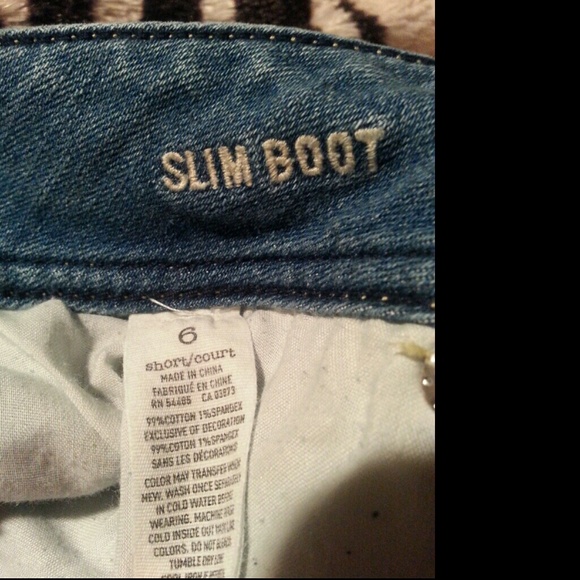 SLIM BOOT
6
short/court
MADE IN CHINA
FABRIQUÉ EN CHINE
RN 54485 CA 03973
99%COTTON 1%SPANDEX
EXCLUSIVE OF DECORATION
99%COTON 1%SPANDEX
SANS LES DÉCORATIONS
COLOR MAY TRANSFER WHEN
NEW. WASH ONCE SEPARATELY
IN COLD WATER BEFORE
WEARING. MACHINE WASH
COLD INSIDE OUT WITH LIKE
COLORS. DO NOT BLEACH.
TUMBLE DRY LOW
COOL IRON